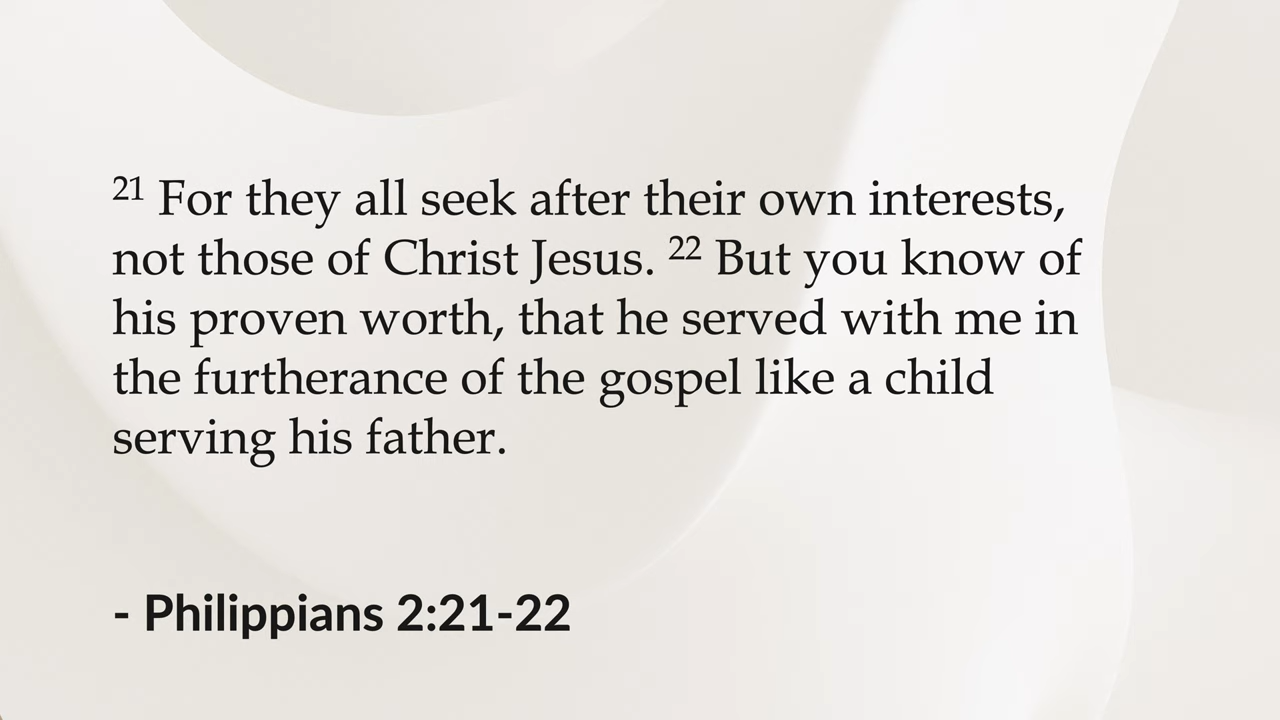 21 For they all seek after their own interests,
not those of Christ Jesus. 22 But you know of
his proven worth, that he served with me in
the furtherance of the gospel like a child
serving his father.
- Philippians 2:21-22